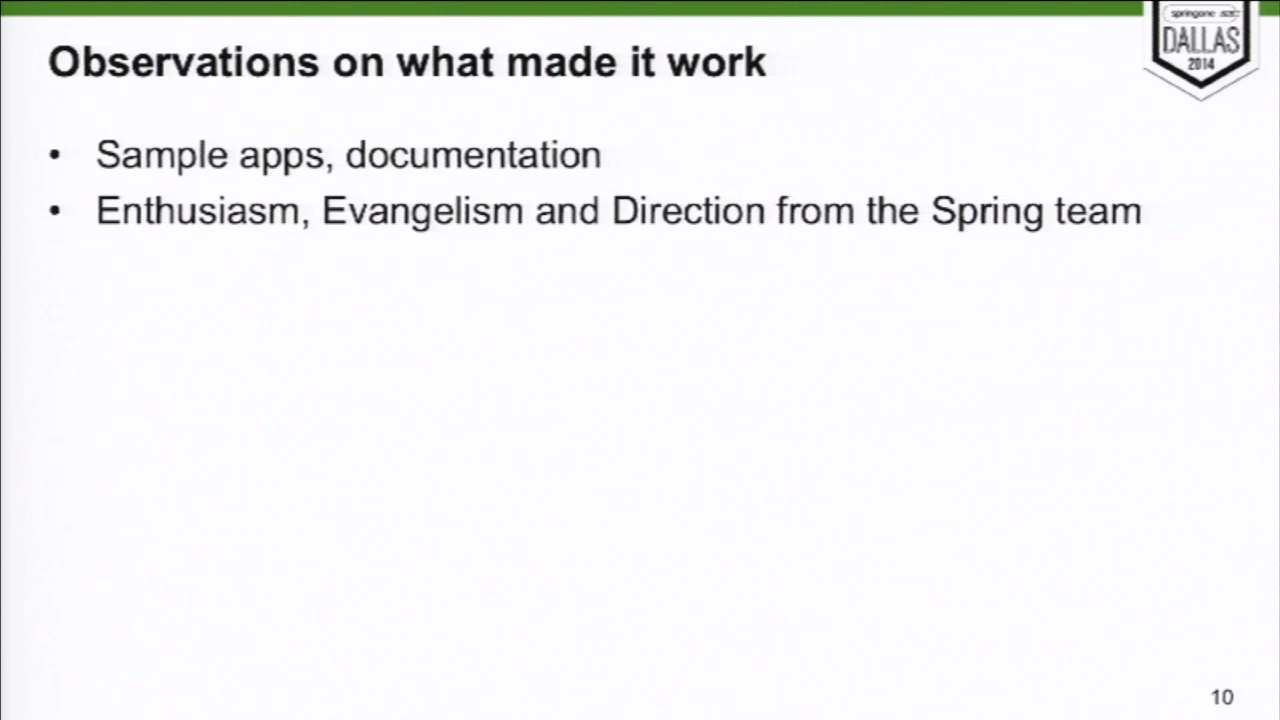 springone
DALLAS
2014
Observations on what made it work
• Sample apps, documentation
• Enthusiasm, Evangelism and Direction from the Spring team
10